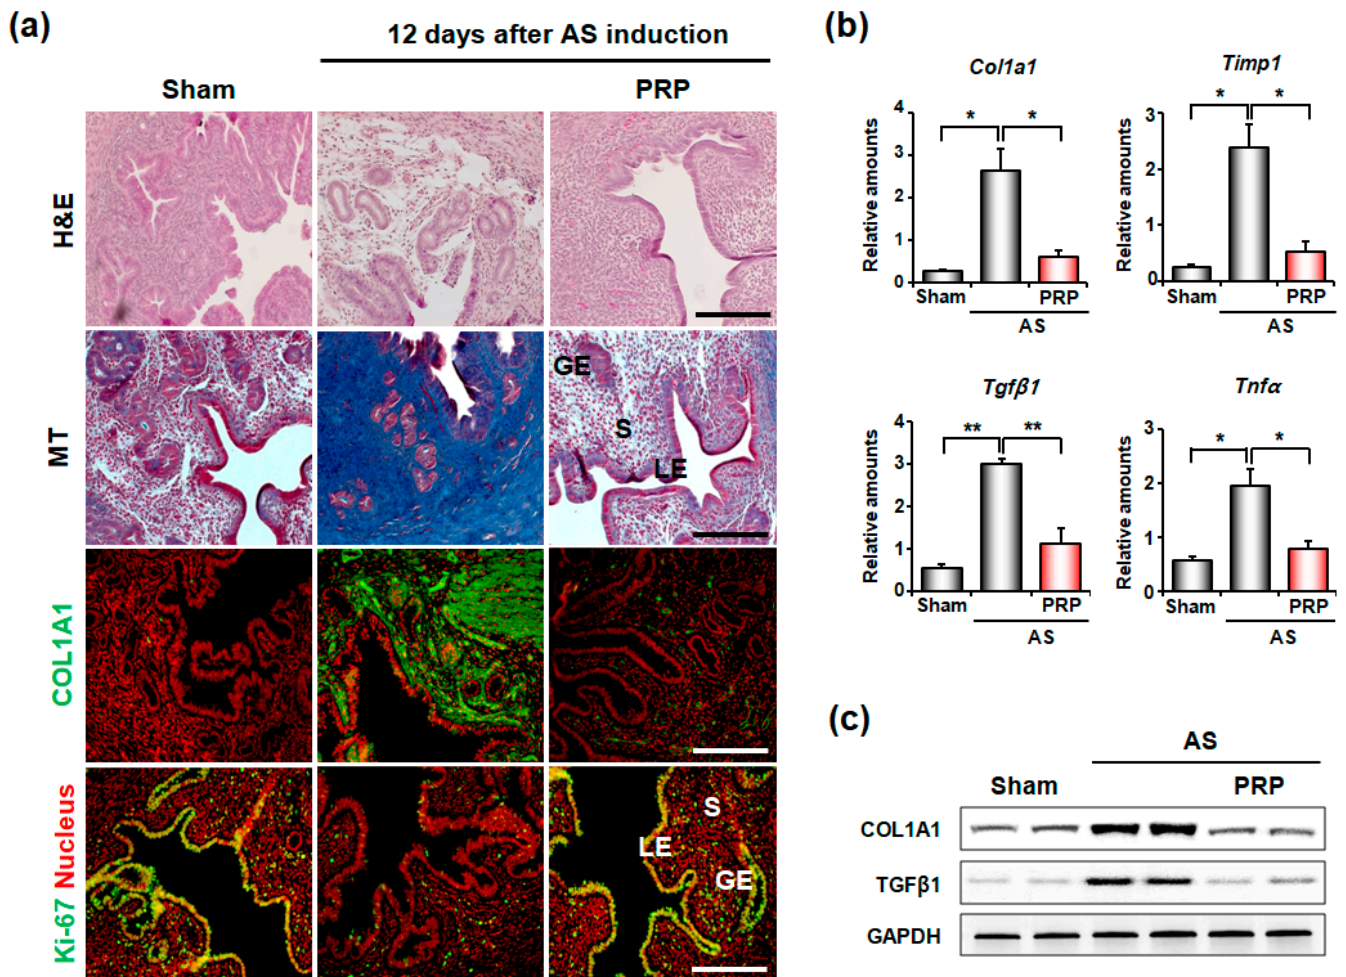 (a)
12 days after AS induction
Sham
PRP
H&E
MT
GE
S
LE
COL1A1
Ki-67 Nucleus
S
LE
GE
(b)
Col1a1
Relative amounts
4
3
2
1
0
*
*
Sham
PRP
AS
Timp1
Relative amounts
3
2
1
0
*
*
Sham
PRP
AS
Tgfβ1
Relative amounts
4
3
2
1
0
**
**
Sham
PRP
AS
Tnfα
Relative amounts
3
2
1
0
*
*
Sham
PRP
AS
(c)
AS
Sham
PRP
COL1A1
TGFβ1
GAPDH